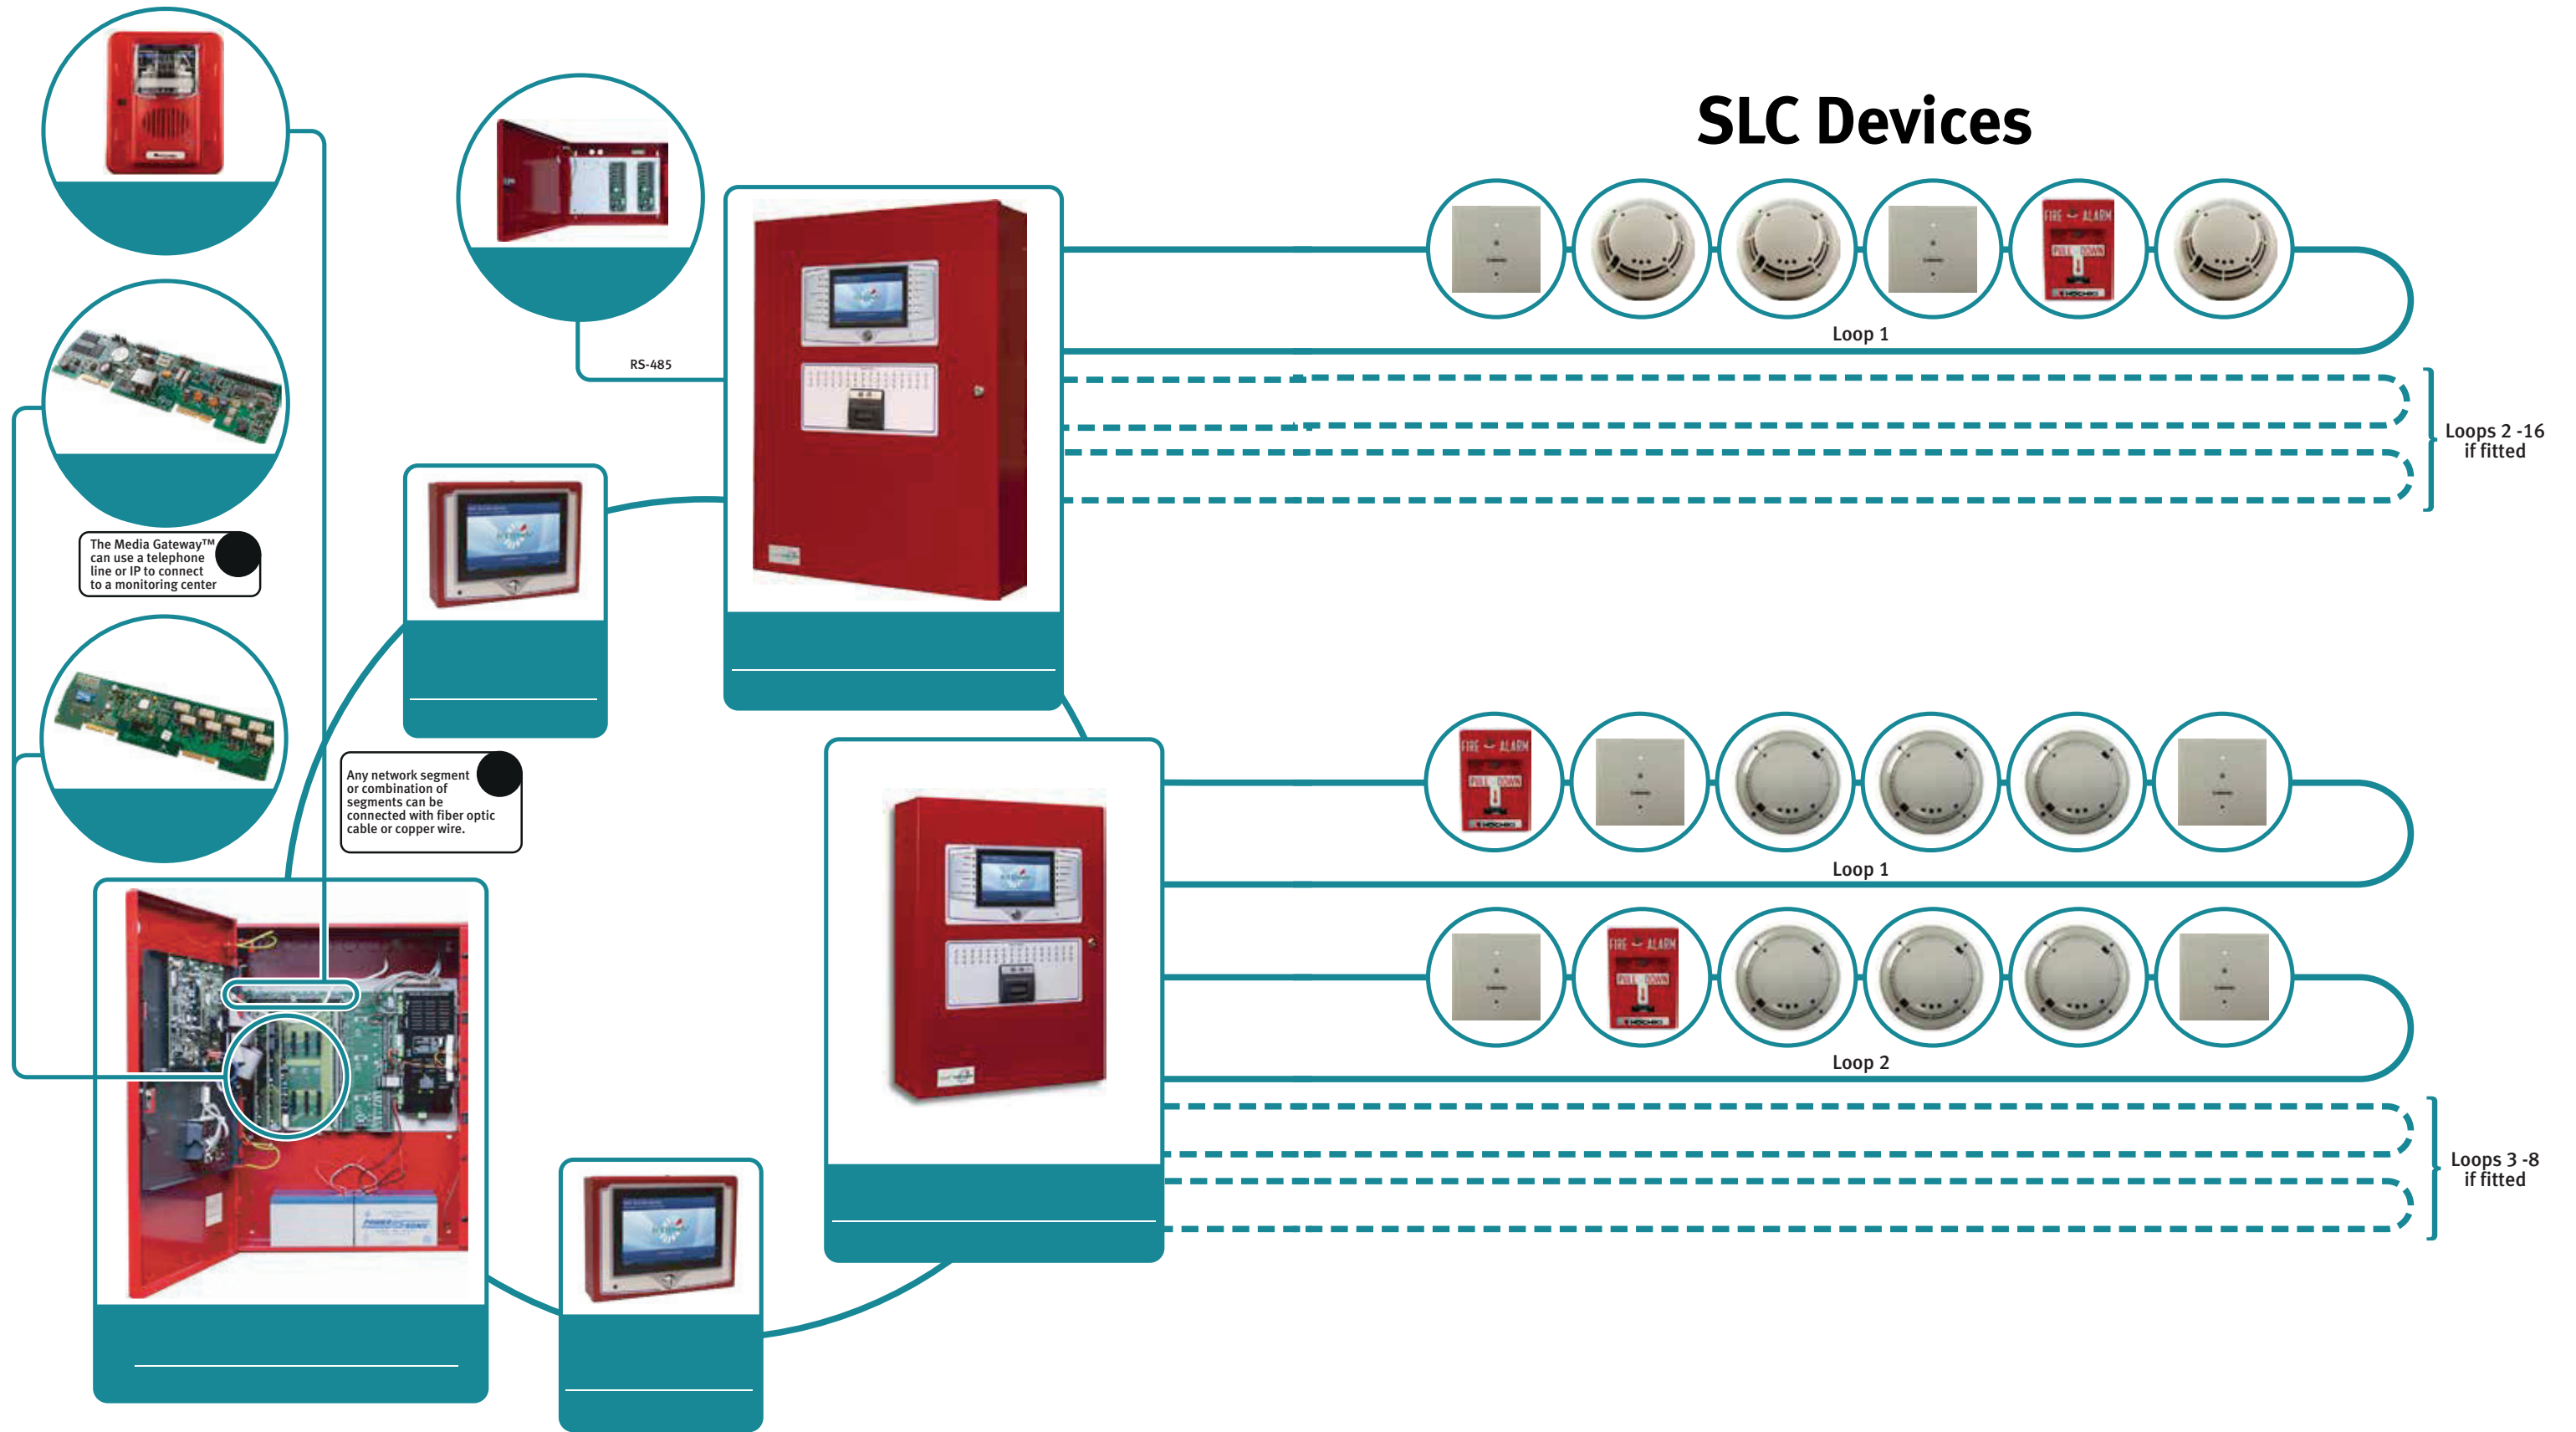 SLC Devices
FIRE ALARM
PULL DOWN
HOCHIKI
Loop 1
RS-485
Loops 2 -16
if fitted
The Media Gateway™
can use a telephone
line or IP to connect
to a monitoring center
Any network segment
or combination of
segments can be
connected with fiber optic
cable or copper wire.
FIRE ALARM
PULL DOWN
HOCHIKI
Loop 1
FIRE ALARM
PULL DOWN
HOCHIKI
Loop 2
Loops 3 -8
if fitted